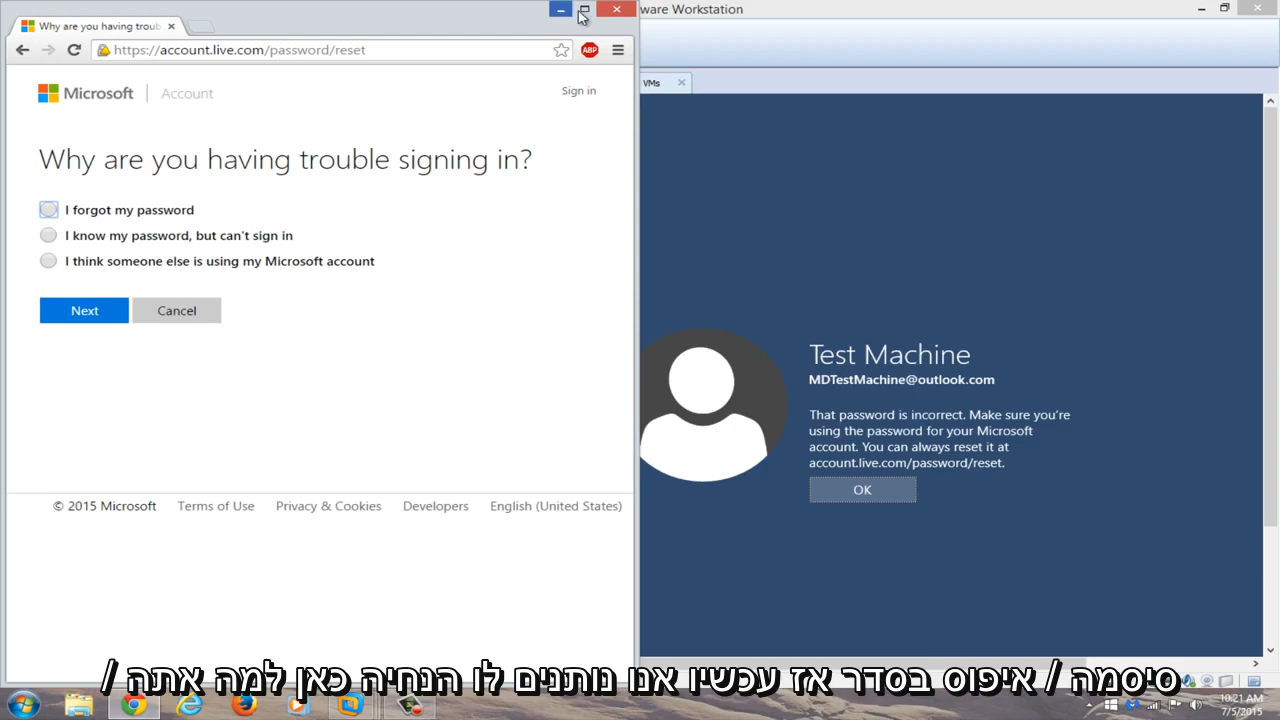 Why are you having troub
https://account.live.com/password/reset
ABP
Microsoft | Account
Sign in
Why are you having trouble signing in?
I forgot my password
I know my password, but can't sign in
I think someone else is using my Microsoft account
Next
Cancel
© 2015 Microsoft
Terms of Use
Privacy & Cookies
Developers
English (United States)
ware Workstation
VMs
Test Machine
MDTestMachine@outlook.com
That password is incorrect. Make sure you're
using the password for your Microsoft
account. You can always reset it at
account.live.com/password/reset.
OK
סיסמה / איפוס בסדר אז עכשיו אנו נותנים לו הנחיה כאן למה אתה /
10:21 AM
7/5/2015